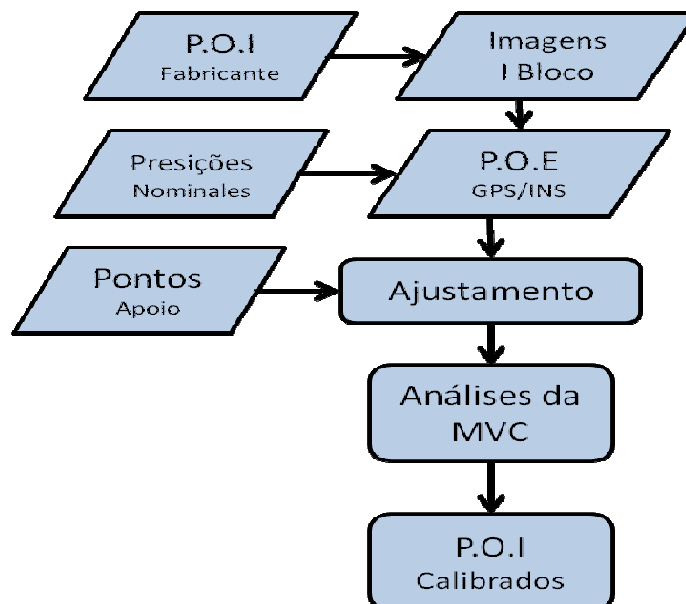 P.O.I
Fabricante
Imagens
I Bloco
Presições
Nominales
P.O.E
GPS/INS
Pontos
Apoio
Ajustamento
Análises da
MVC
P.O.I
Calibrados